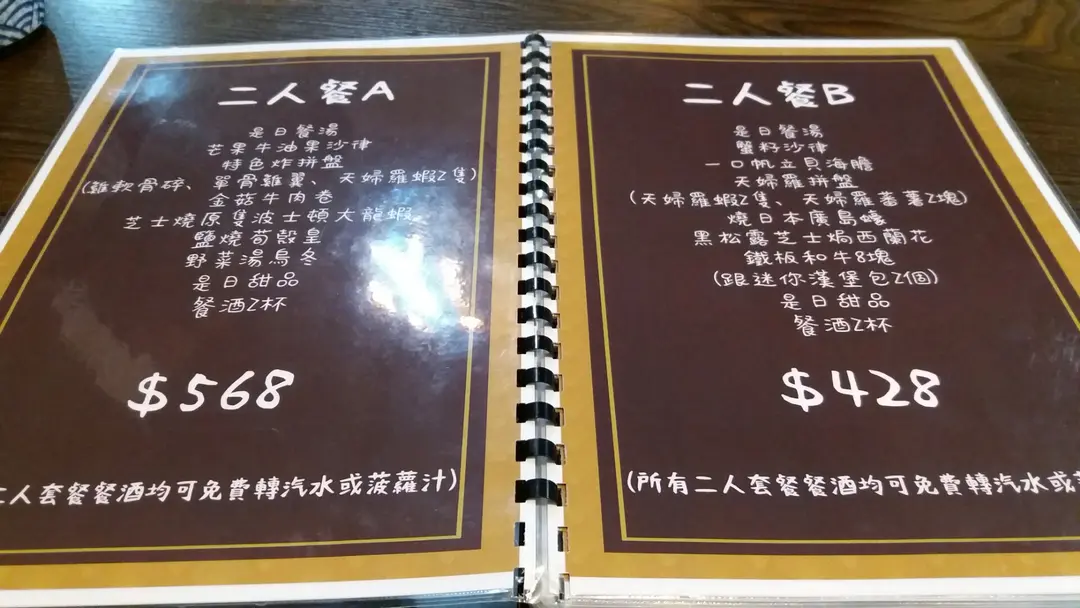 二人餐A
是日餐湯
芒果牛油果沙律
特色炸拼盤
(雞軟骨碎、單骨雞翼、天婦羅蝦2隻)
金菇牛肉卷
芝士燒原隻波士頓大龍蝦
鹽燒荀殼皇
野菜湯烏冬
是日甜品
餐酒2杯
$568
二人套餐餐酒均可免費轉汽水或菠蘿汁)
二人餐B
是日餐湯
蟹籽沙律
一口帆立貝海膽
天婦羅拼盤
(天婦羅蝦2隻、天婦羅蕃薯2塊)
燒日本廣島蠔
黑松露芝士焗西蘭花
鐵板和牛8塊
(跟迷你漢堡包2個)
是日甜品
餐酒2杯
$428
(所有二人套餐餐酒均可免費轉汽水或